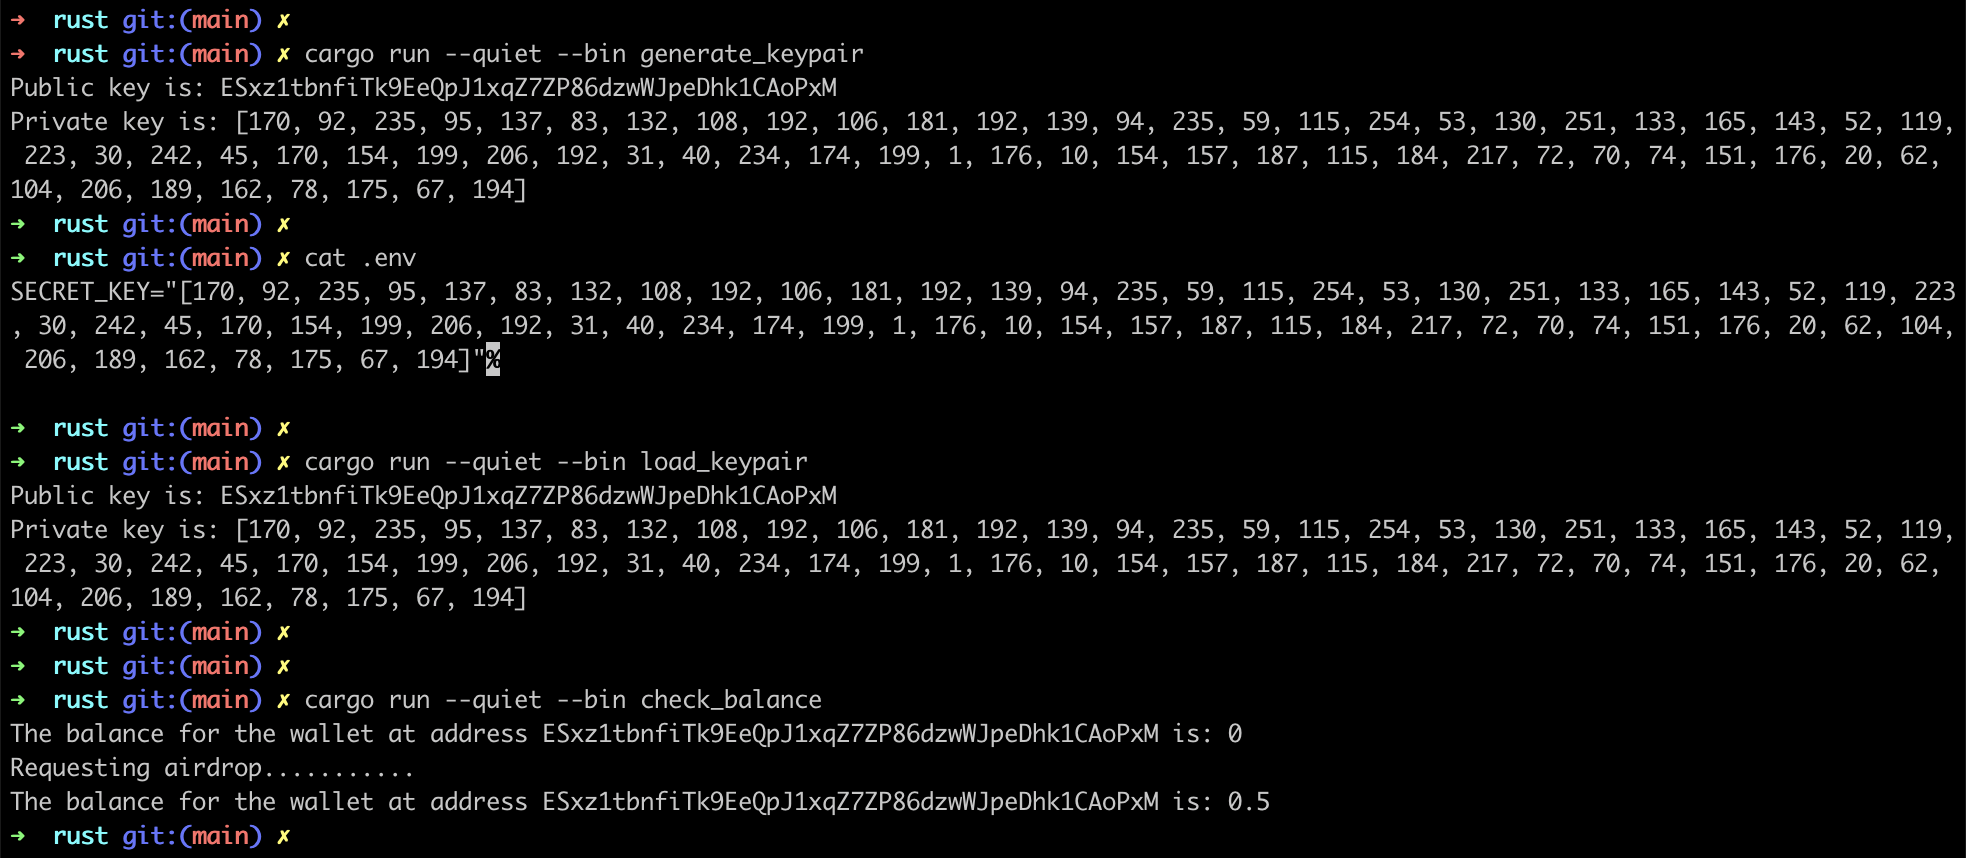 ➜  rust git:(main) ✗
➜  rust git:(main) ✗ cargo run --quiet --bin generate_keypair
Public key is: ESxz1tbnfiTk9EeQpJ1xqZ7ZP86dzwWJpeDhk1CAoPxM
Private key is: [170, 92, 235, 95, 137, 83, 132, 108, 192, 106, 181, 192, 139, 94, 235, 59, 115, 254, 53, 130, 251, 133, 165, 143, 52, 119,
 223, 30, 242, 45, 170, 154, 199, 206, 192, 31, 40, 234, 174, 199, 1, 176, 10, 154, 157, 187, 115, 184, 217, 72, 70, 74, 151, 176, 20, 62,
104, 206, 189, 162, 78, 175, 67, 194]
➜  rust git:(main) ✗
➜  rust git:(main) ✗ cat .env
SECRET_KEY="[170, 92, 235, 95, 137, 83, 132, 108, 192, 106, 181, 192, 139, 94, 235, 59, 115, 254, 53, 130, 251, 133, 165, 143, 52, 119, 223
, 30, 242, 45, 170, 154, 199, 206, 192, 31, 40, 234, 174, 199, 1, 176, 10, 154, 157, 187, 115, 184, 217, 72, 70, 74, 151, 176, 20, 62, 104,
 206, 189, 162, 78, 175, 67, 194]"%
➜  rust git:(main) ✗
➜  rust git:(main) ✗ cargo run --quiet --bin load_keypair
Public key is: ESxz1tbnfiTk9EeQpJ1xqZ7ZP86dzwWJpeDhk1CAoPxM
Private key is: [170, 92, 235, 95, 137, 83, 132, 108, 192, 106, 181, 192, 139, 94, 235, 59, 115, 254, 53, 130, 251, 133, 165, 143, 52, 119,
 223, 30, 242, 45, 170, 154, 199, 206, 192, 31, 40, 234, 174, 199, 1, 176, 10, 154, 157, 187, 115, 184, 217, 72, 70, 74, 151, 176, 20, 62,
104, 206, 189, 162, 78, 175, 67, 194]
➜  rust git:(main) ✗
➜  rust git:(main) ✗
➜  rust git:(main) ✗ cargo run --quiet --bin check_balance
The balance for the wallet at address ESxz1tbnfiTk9EeQpJ1xqZ7ZP86dzwWJpeDhk1CAoPxM is: 0
Requesting airdrop...........
The balance for the wallet at address ESxz1tbnfiTk9EeQpJ1xqZ7ZP86dzwWJpeDhk1CAoPxM is: 0.5
➜  rust git:(main) ✗